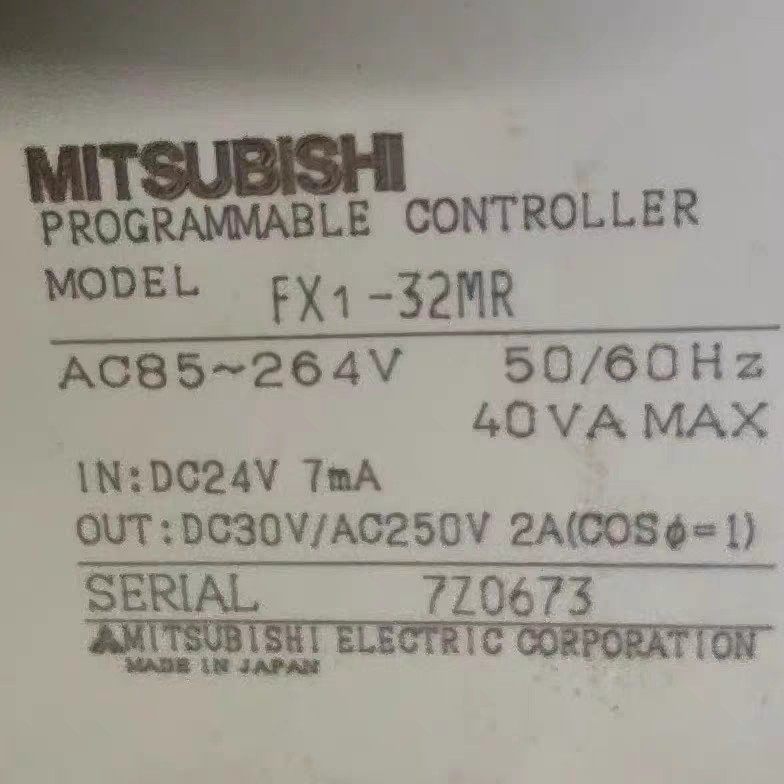 MITSUBISHI
PROGRAMMABLE CONTROLLER
MODEL FX1-32MR
AC85~264V 50/60Hz
40VA MAX
IN:DC24V 7mA
OUT:DC30V/AC250V 2A(COSφ=1)
SERIAL 7Z0673
MITSUBISHI ELECTRIC CORPORATION
MADE IN JAPAN